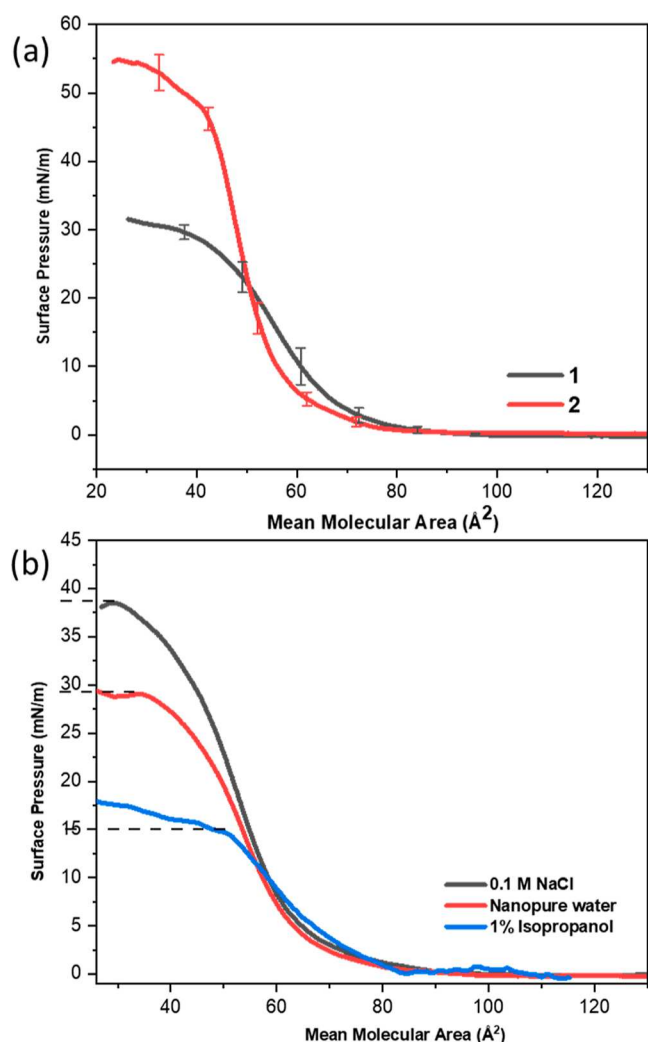 (a)
60
50
40
30
20
10
0
Surface Pressure (mN/m)
1
2
20 40 60 80 100 120
Mean Molecular Area (Å²)
(b)
45
40
35
30
25
20
15
10
5
0
Surface Pressure (mN/m)
0.1 M NaCl
Nanopure water
1% Isopropanol
40 60 80 100 120
Mean Molecular Area (Å²)